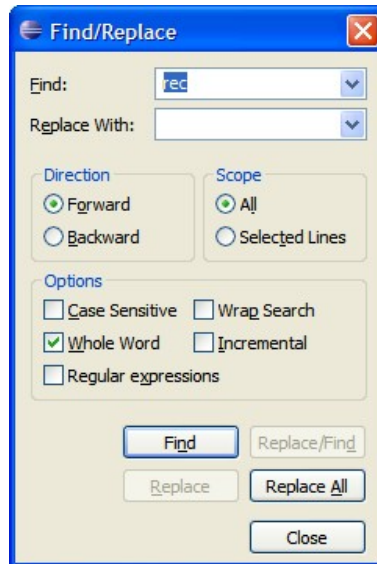 Find/Replace
Find: rec
Replace With:
Direction Scope
Forward All
Backward Selected Lines
Options
Case Sensitive Wrap Search
Whole Word Incremental
Regular expressions
Find Replace/Find
Replace Replace All
Close